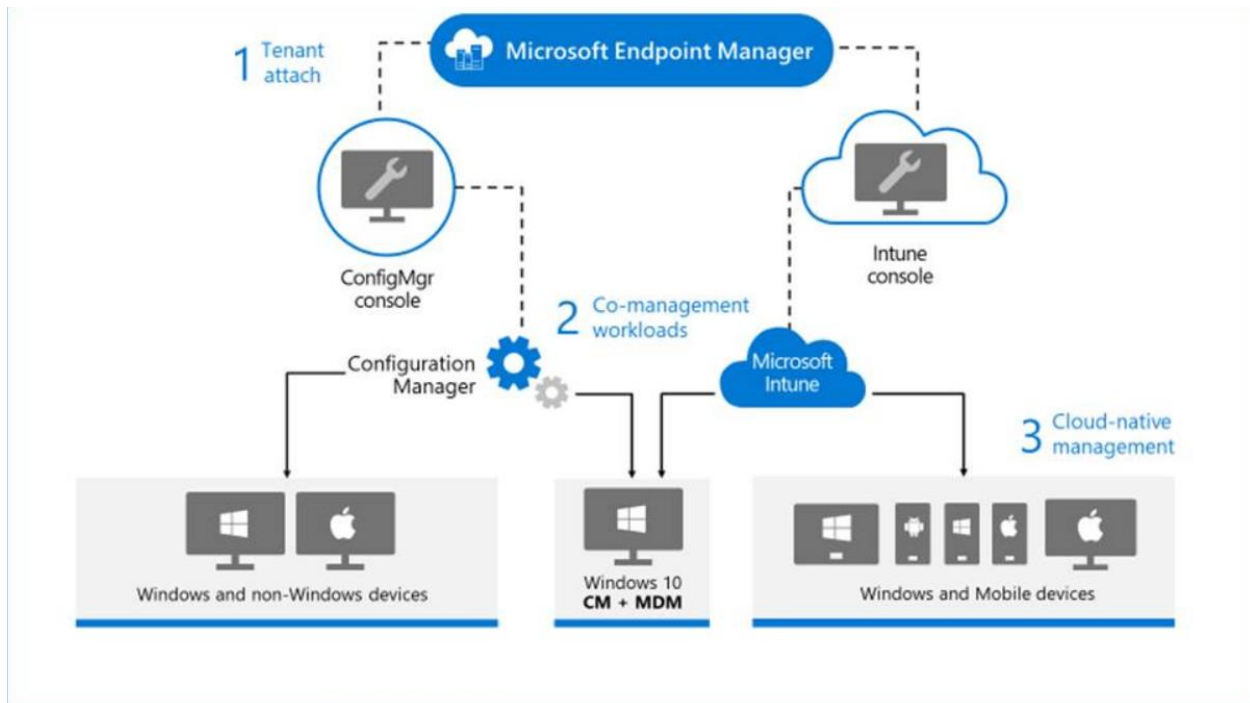 1 Tenant
attach
Microsoft Endpoint Manager
ConfigMgr
console
Intune
console
2 Co-management
workloads
Configuration
Manager
Microsoft
Intune
3 Cloud-native
management
Windows and non-Windows devices
Windows 10
CM + MDM
Windows and Mobile devices